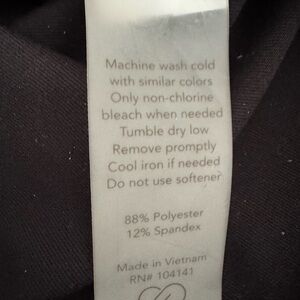 Machine wash cold
with similar colors
Only non-chlorine
bleach when needed
Tumble dry low
Remove promptly
Cool iron if needed
Do not use softener
88% Polyester
12% Spandex
Made in Vietnam
RN# 104141